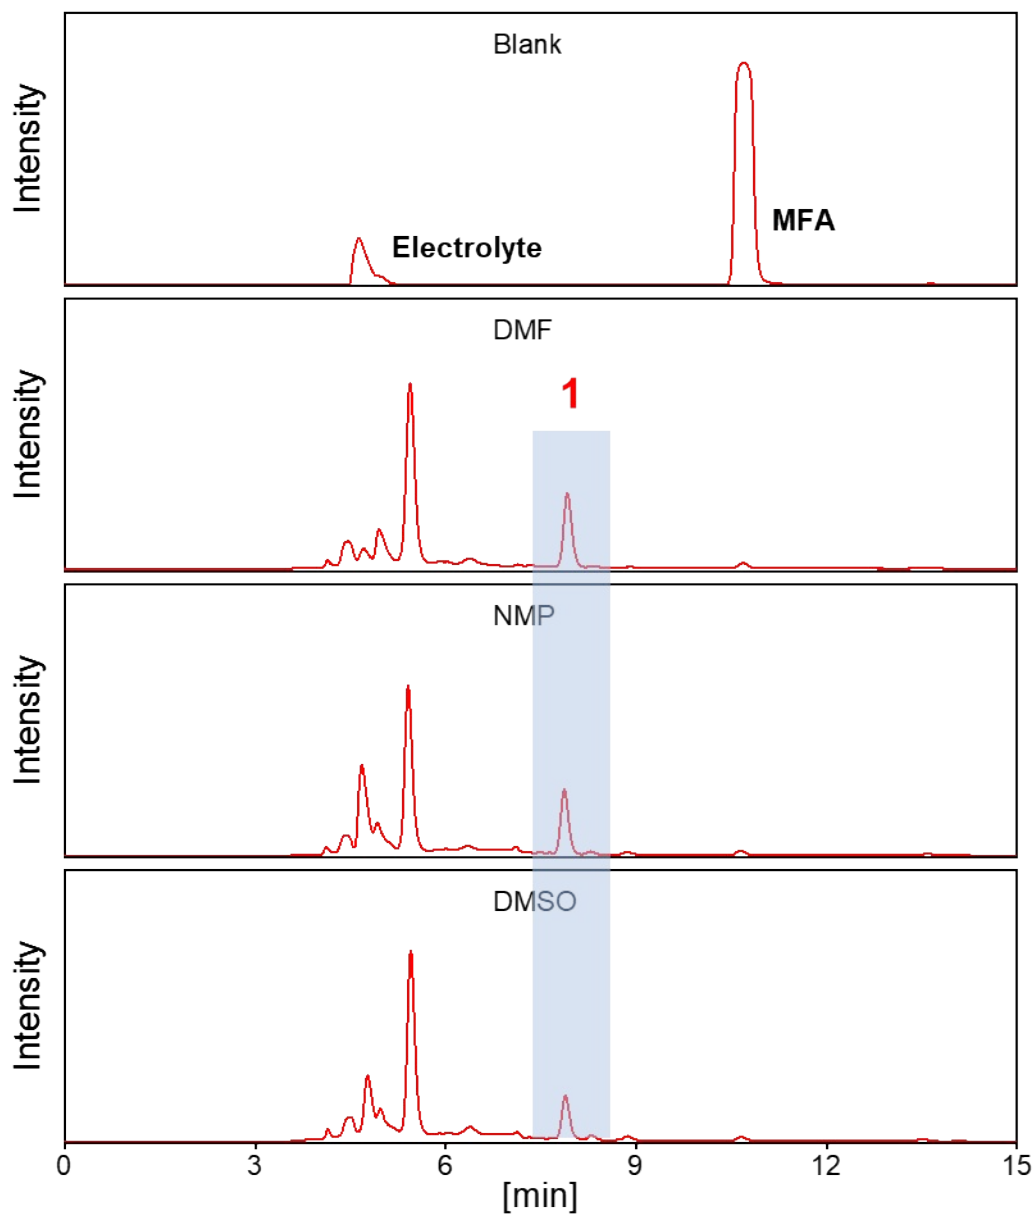 Blank
Intensity
Electrolyte
MFA
DMF
Intensity
1
NMP
Intensity
DMSO
Intensity
0 3 6 9 12 15
[min]